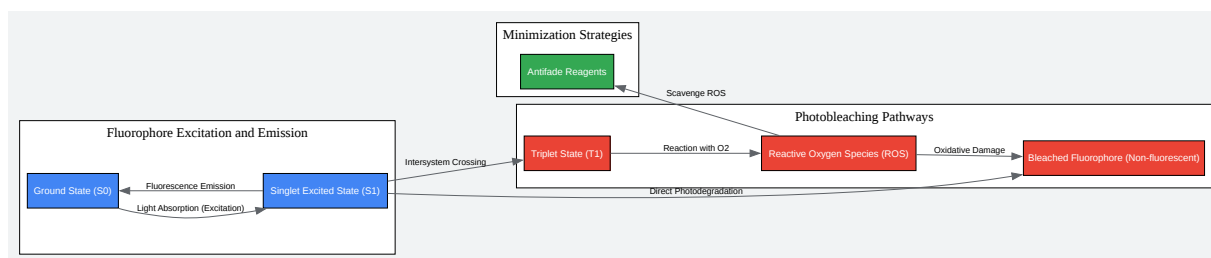 Minimization Strategies
Antifade Reagents
Scavenge ROS
Photobleaching Pathways
Fluorophore Excitation and Emission
Triplet State (T1)
Reaction with O2
Reactive Oxygen Species (ROS)
Oxidative Damage
Bleached Fluorophore (Non-fluorescent)
Intersystem Crossing
Ground State (S0)
Fluorescence Emission
Singlet Excited State (S1)
Direct Photodegradation
Light Absorption (Excitation)